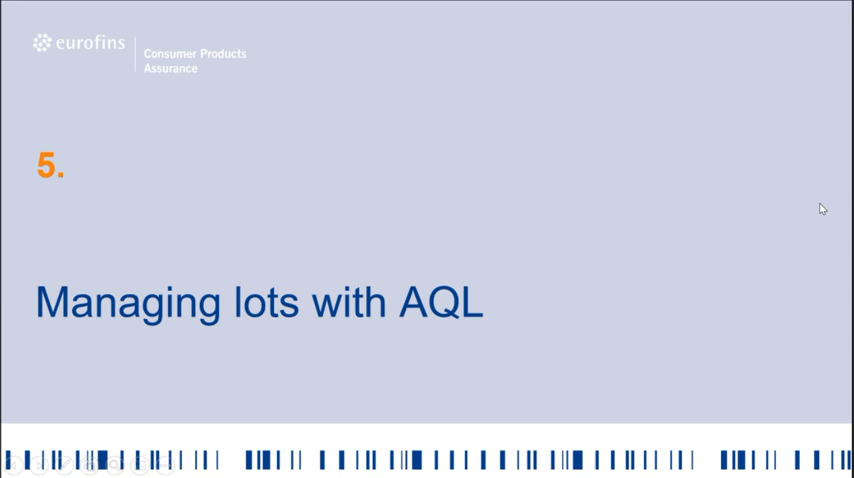 eurofins
Consumer Products
Assurance
5.
Managing lots with AQL